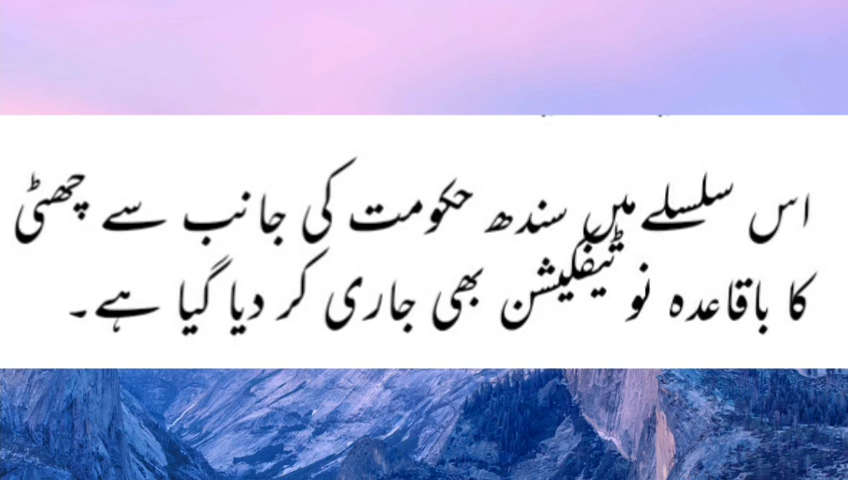 اس سلسلے میں سندھ حکومت کی جانب سے چھٹی
کا باقاعدہ نوٹیفکیشن بھی جاری کر دیا گیا ہے۔